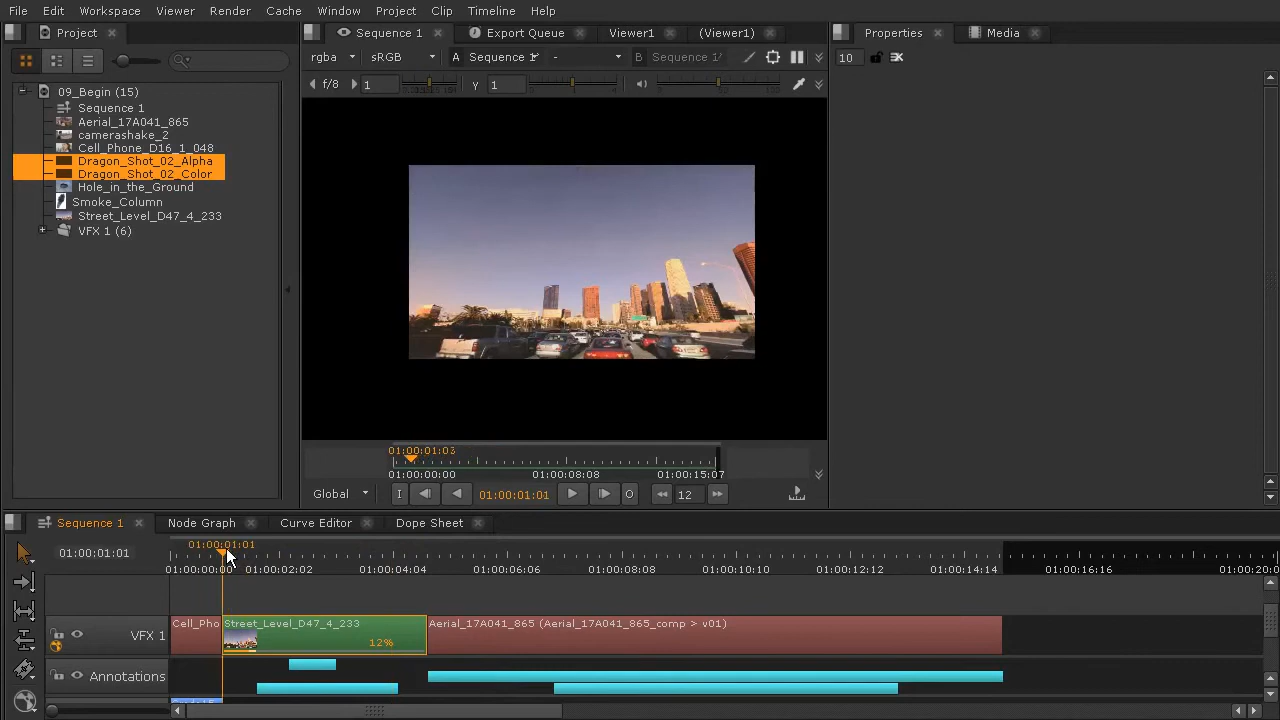 File Edit Workspace Viewer Render Cache Window Project Clip Timeline Help
Project
Sequence 1 Export Queue Viewer1 (Viewer1)
Properties Media
rgba sRGB A Sequence 1 - B Sequence 1
10
f/8 1 γ 1
09_Begin (15)
Sequence 1
Aerial_17A041_865
camerashake_2
Cell_Phone_D16_1_048
Dragon_Shot_02_Alpha
Dragon_Shot_02_Color
Hole_in_the_Ground
Smoke_Column
Street_Level_D47_4_233
VFX 1 (6)
01:00:01:03
01:00:00:00 01:00:08:08 01:00:15:07
Global I 01:00:01:01 O 12
Sequence 1 Node Graph Curve Editor Dope Sheet
01:00:01:01
01:00:01:01
01:00:00:00 01:00:02:02 01:00:04:04 01:00:06:06 01:00:08:08 01:00:10:10 01:00:12:12 01:00:14:14 01:00:16:16 01:00:20:0
VFX 1
Cell_Pho Street_Level_D47_4_233 Aerial_17A041_865 (Aerial_17A041_865_comp > v01)
12%
Annotations